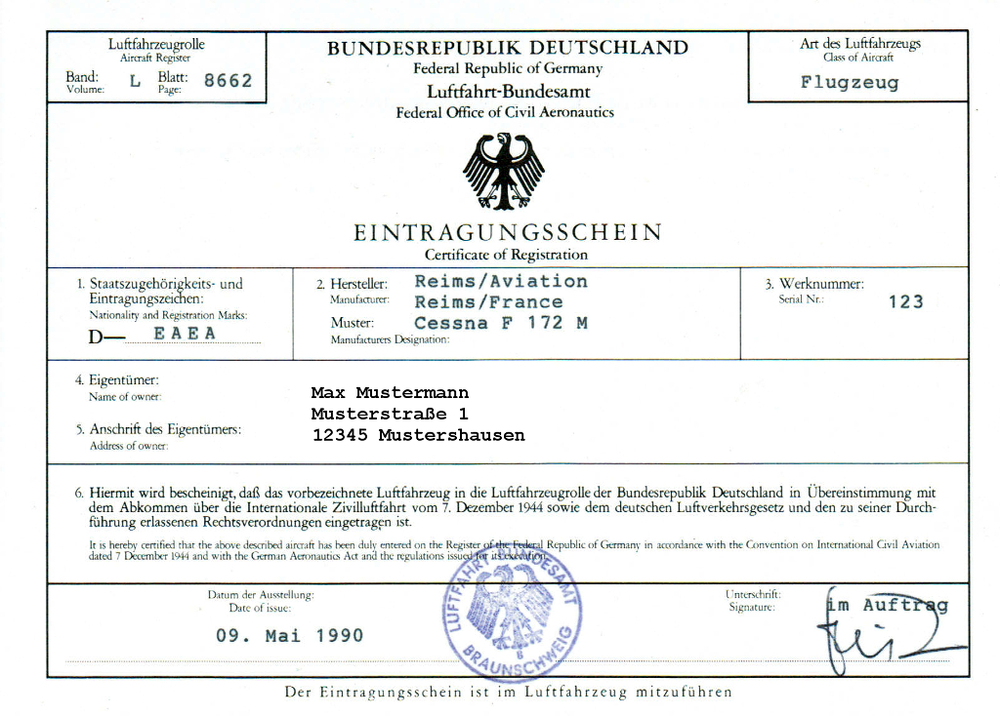 Luftfahrzeugrolle
Aircraft Register
Band: L Blatt: 8662
Volume: Page:
BUNDESREPUBLIK DEUTSCHLAND
Federal Republic of Germany
Luftfahrt-Bundesamt
Federal Office of Civil Aeronautics
Art des Luftfahrzeugs
Class of Aircraft
Flugzeug
EINTRAGUNGSSCHEIN
Certificate of Registration
1. Staatszugehörigkeits- und
Eintragungszeichen:
Nationality and Registration Marks:
D— EAEA
2. Hersteller: Reims/Aviation
Manufacturer: Reims/France
Muster: Cessna F 172 M
Manufacturers Designation:
3. Werknummer:
Serial Nr.: 123
4. Eigentümer:
Name of owner:
Max Mustermann
Musterstraße 1
5. Anschrift des Eigentümers:
12345 Mustershausen
Address of owner:
6. Hiermit wird bescheinigt, daß das vorbezeichnete Luftfahrzeug in die Luftfahrzeugrolle der Bundesrepublik Deutschland in Übereinstimmung mit
dem Abkommen über die Internationale Zivilluftfahrt vom 7. Dezember 1944 sowie dem deutschen Luftverkehrsgesetz und den zu seiner Durch-
führung erlassenen Rechtsverordnungen eingetragen ist.
It is hereby certified that the above described aircraft has been duly entered on the Register of the Federal Republic of Germany in accordance with the Convention on International Civil Aviation
dated 7 December 1944 and with the German Aeronautics Act and the regulations issued for its execution.
Datum der Ausstellung:
Date of issue:
09. Mai 1990
LUFTFAHRT-BUNDESAMT
8
BRAUNSCHWEIG
Unterschrift:
Signature:
im Auftrag
Der Eintragungsschein ist im Luftfahrzeug mitzuführen